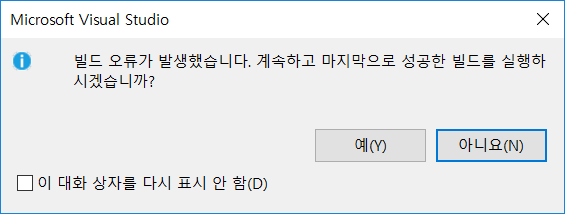 Microsoft Visual Studio
빌드 오류가 발생했습니다. 계속하고 마지막으로 성공한 빌드를 실행하
시겠습니까?
예(Y)
아니요(N)
이 대화 상자를 다시 표시 안 함(D)